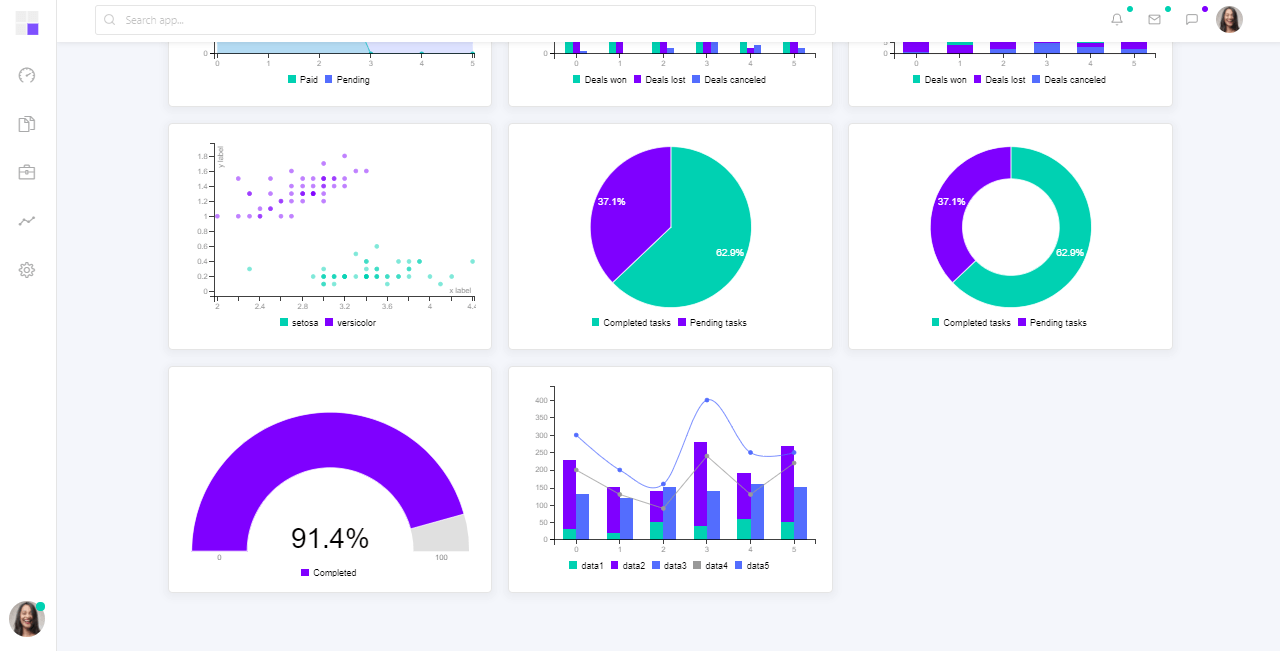 Search app...
0
0 1 2 3 4 5
Paid Pending
0
0 1 2 3 4 5
Deals won Deals lost Deals canceled
0
0 1 2 3 4 5
Deals won Deals lost Deals canceled
y label
1.8
1.6
1.4
1.2
1
0.8
0.6
0.4
0.2
0
x label
2 2.4 2.8 3.2 3.6 4 4.4
setosa versicolor
37.1%
62.9%
Completed tasks Pending tasks
37.1%
62.9%
Completed tasks Pending tasks
91.4%
0 100
Completed
400
350
300
250
200
150
100
50
0
0 1 2 3 4 5
data1 data2 data3 data4 data5